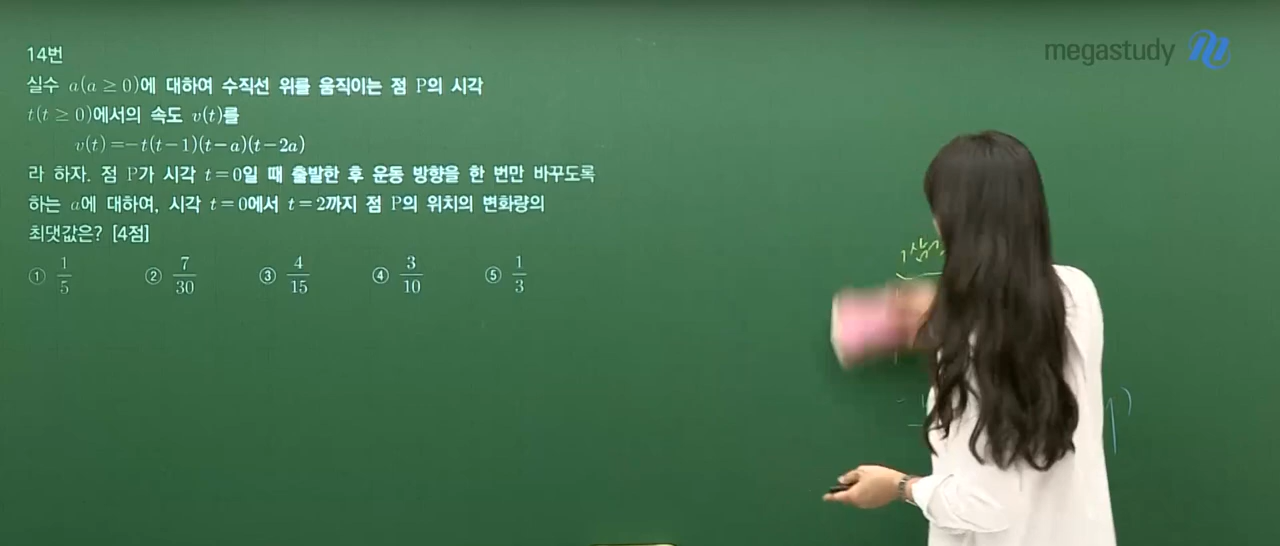 megastudy
14번
실수 a(a ≥ 0)에 대하여 수직선 위를 움직이는 점 P의 시각
t(t ≥ 0)에서의 속도 v(t)를
v(t)=-t(t-1)(t-a)(t-2a)
라 하자. 점 P가 시각 t=0일 때 출발한 후 운동 방향을 한 번만 바꾸도록
하는 a에 대하여, 시각 t=0에서 t=2까지 점 P의 위치의 변화량의
최댓값은? [4점]
① 1/5 ② 7/30 ③ 4/15 ④ 3/10 ⑤ 1/3